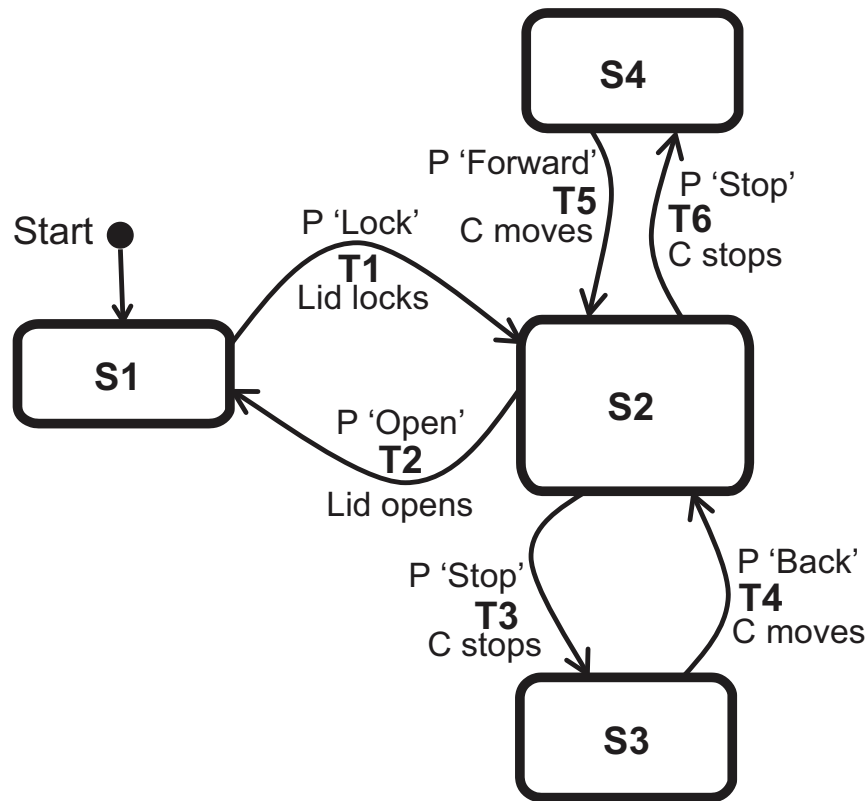 S4
P ‘Forward’
T5
C moves
P ‘Stop’
T6
C stops
Start
P ‘Lock’
T1
Lid locks
S1
S2
P ‘Open’
T2
Lid opens
P ‘Stop’
T3
C stops
P ‘Back’
T4
C moves
S3